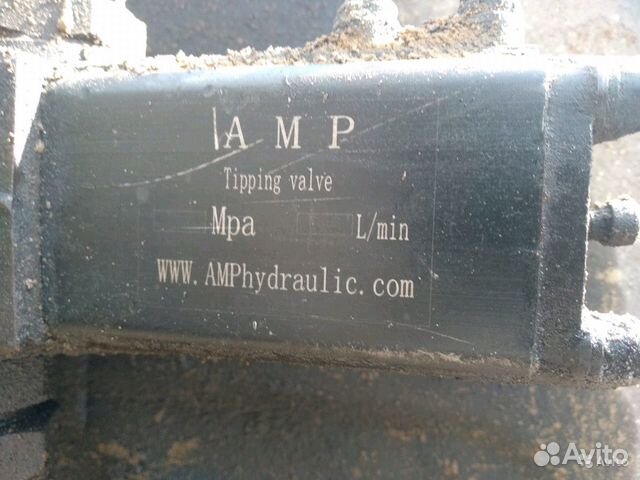 AMP
Tipping valve
Mpa L/min
WWW.AMPhydraulic.com
Avito